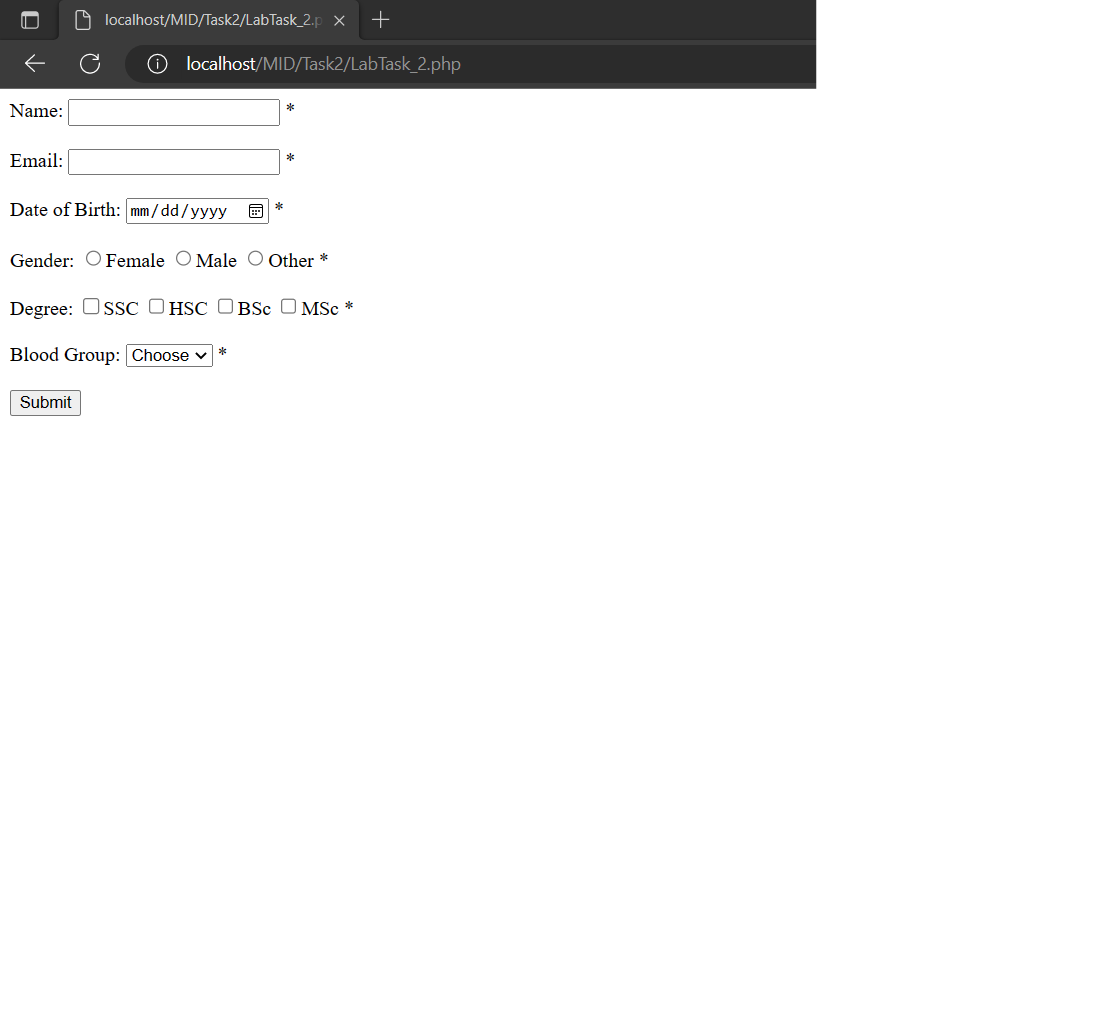 localhost/MID/Task2/LabTask_2.p
localhost/MID/Task2/LabTask_2.php
Name: *
Email: *
Date of Birth: mm/dd/yyyy *
Gender: Female Male Other *
Degree: SSC HSC BSc MSc *
Blood Group: Choose *
Submit